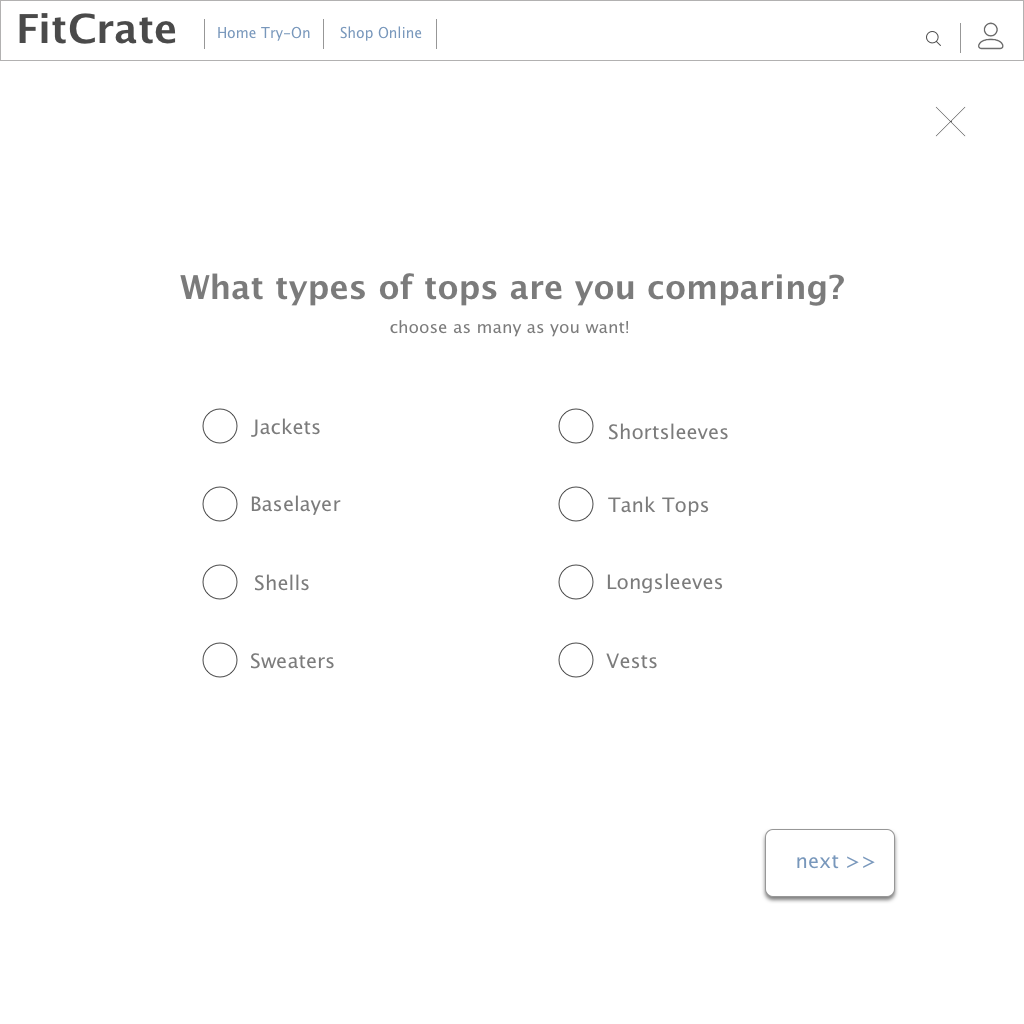 FitCrate
Home Try-On
Shop Online
What types of tops are you comparing?
choose as many as you want!
Jackets
Shortsleeves
Baselayer
Tank Tops
Shells
Longsleeves
Sweaters
Vests
next >>